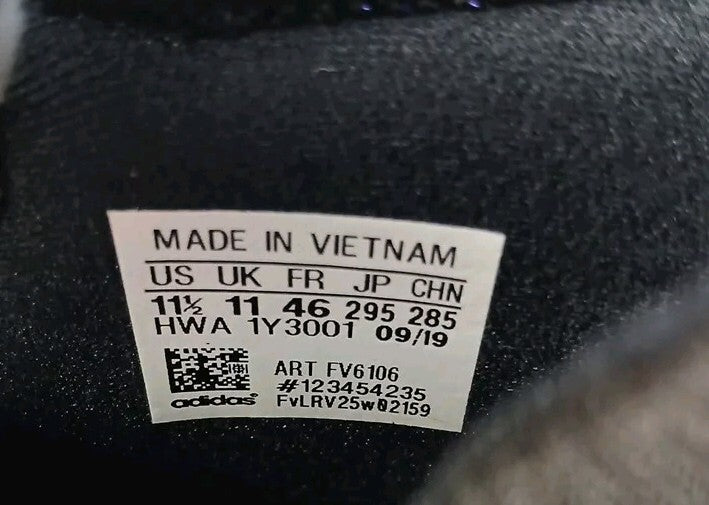 MADE IN VIETNAM
US UK FR JP CHN
11½ 11 46 295 285
HWA 1Y3001 09/19
ART FV6106
#123454235
adidas FvLRV25w02159